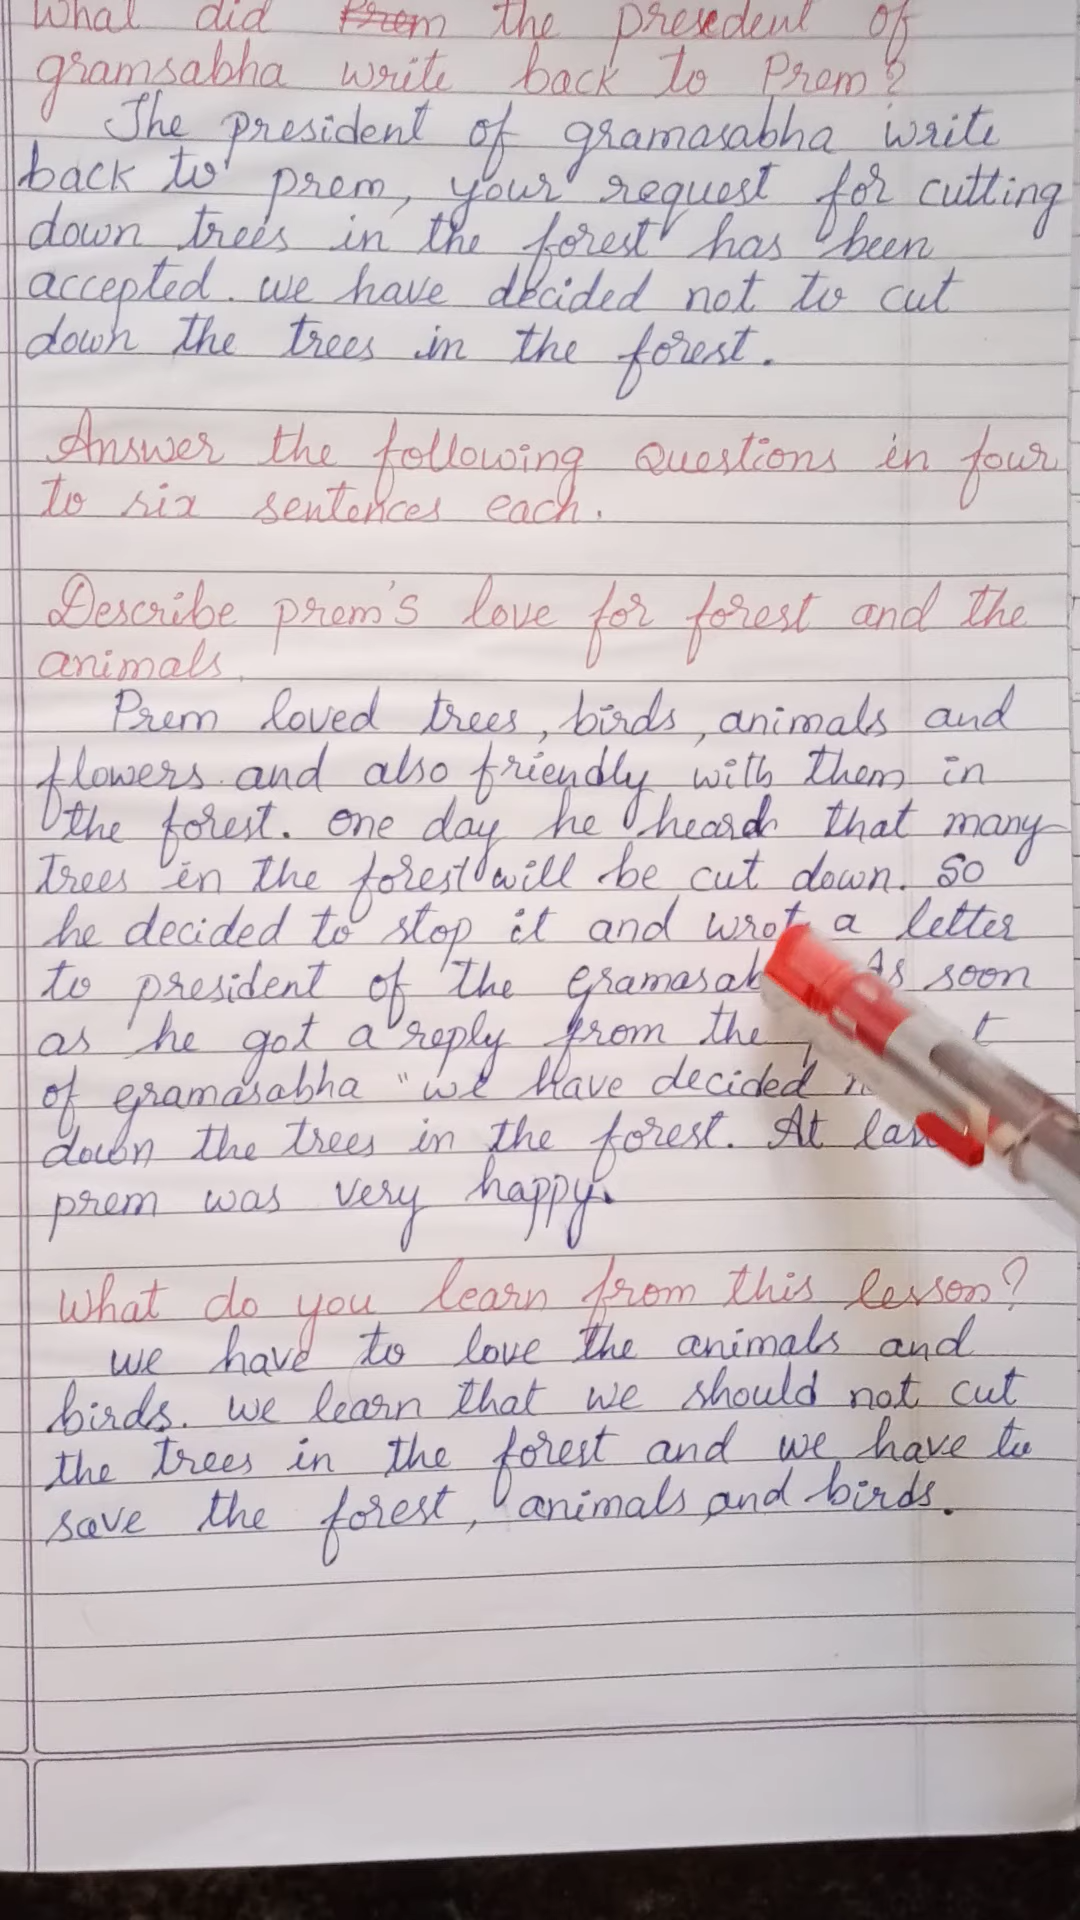 What did the presedent of
gramsabha write back to Prem?
The president of gramasabha write
back to prem, your request for cutting
down trees in the forest has been
accepted. we have decided not to cut
down the trees in the forest.
Answer the following Questions in four
to six sentences each.
Describe prem's love for forest and the
animals.
Prem loved trees, birds, animals and
flowers. and also friendly with them in
the forest. one day he heard that many
trees in the forest will be cut down. So
he decided to stop it and a letter
to president of the As soon
as he got a reply from the
of gramasabha "we have decided
down the trees in the forest. At
prem was very happy.
What do you learn from this lesson?
we have to love the animals and
birds. we learn that we should not cut
the trees in the forest and we have to
save the forest, animals and birds.